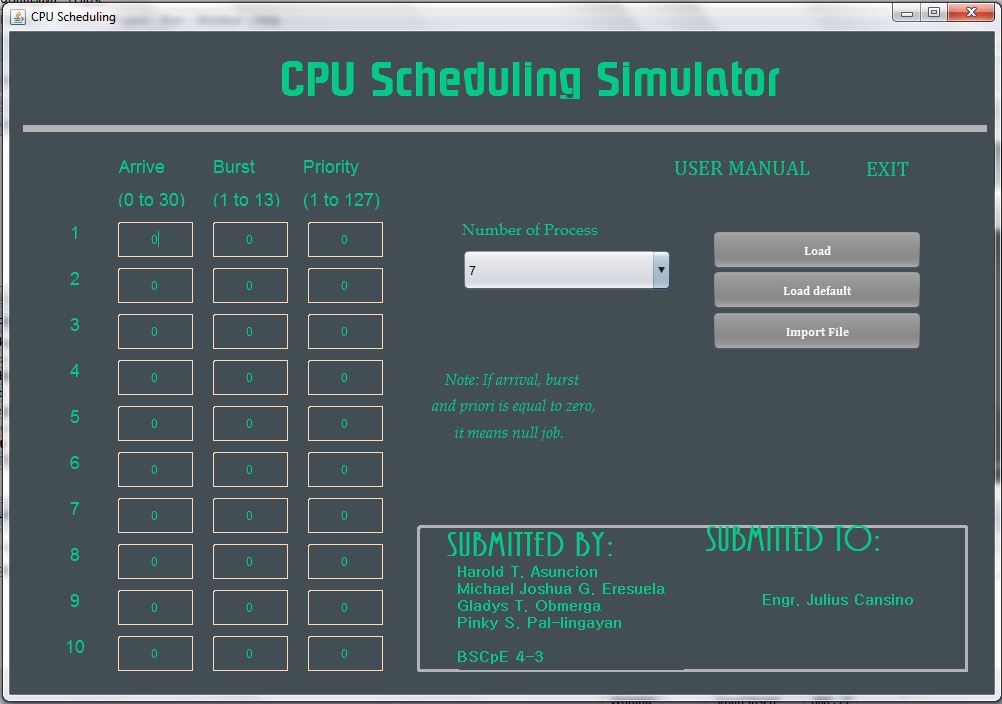 CPU Scheduling
CPU Scheduling Simulator
Arrive Burst Priority
(0 to 30) (1 to 13) (1 to 127)
USER MANUAL EXIT
1 0 0 0
2 0 0 0
3 0 0 0
4 0 0 0
5 0 0 0
6 0 0 0
7 0 0 0
8 0 0 0
9 0 0 0
10 0 0 0
Number of Process
7
Load
Load default
Import File
Note: If arrival, burst
and priori is equal to zero,
it means null job.
SUBMITTED BY:
Harold T. Asuncion
Michael Joshua G. Eresuela
Gladys T. Obmerga
Pinky S. Pal-lingayan
BSCpE 4-3
SUBMITTED TO:
Engr. Julius Cansino